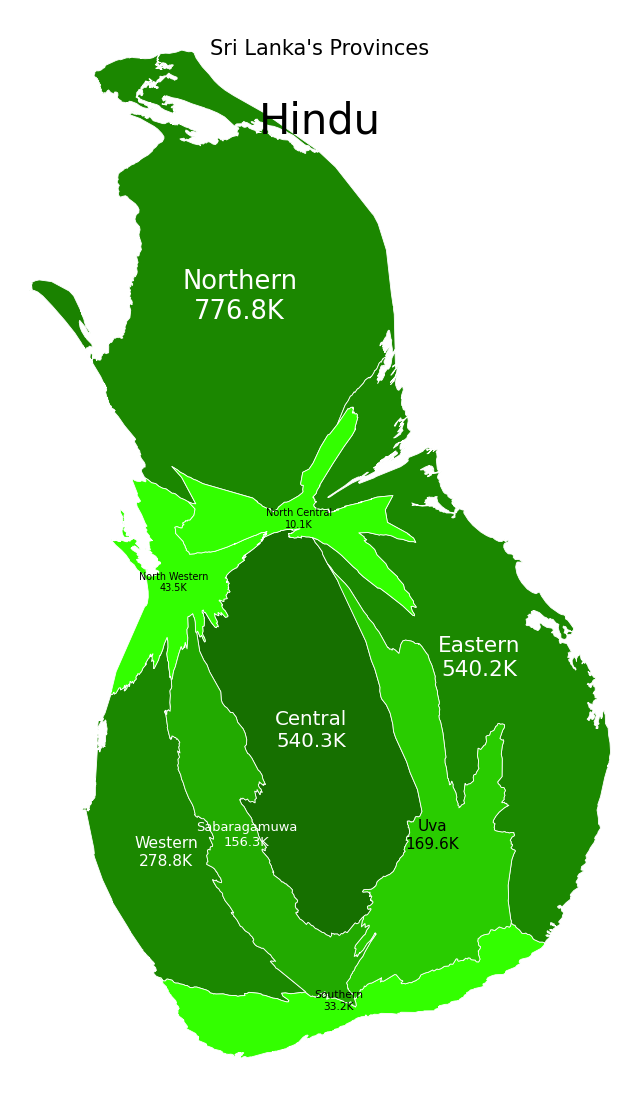 Sri Lanka's Provinces
Hindu
Northern
776.8K
North Central
10.1K
North Western
43.5K
Eastern
540.2K
Central
540.3K
Sabaragamuwa
156.3K
Uva
169.6K
Western
278.8K
Southern
33.2K